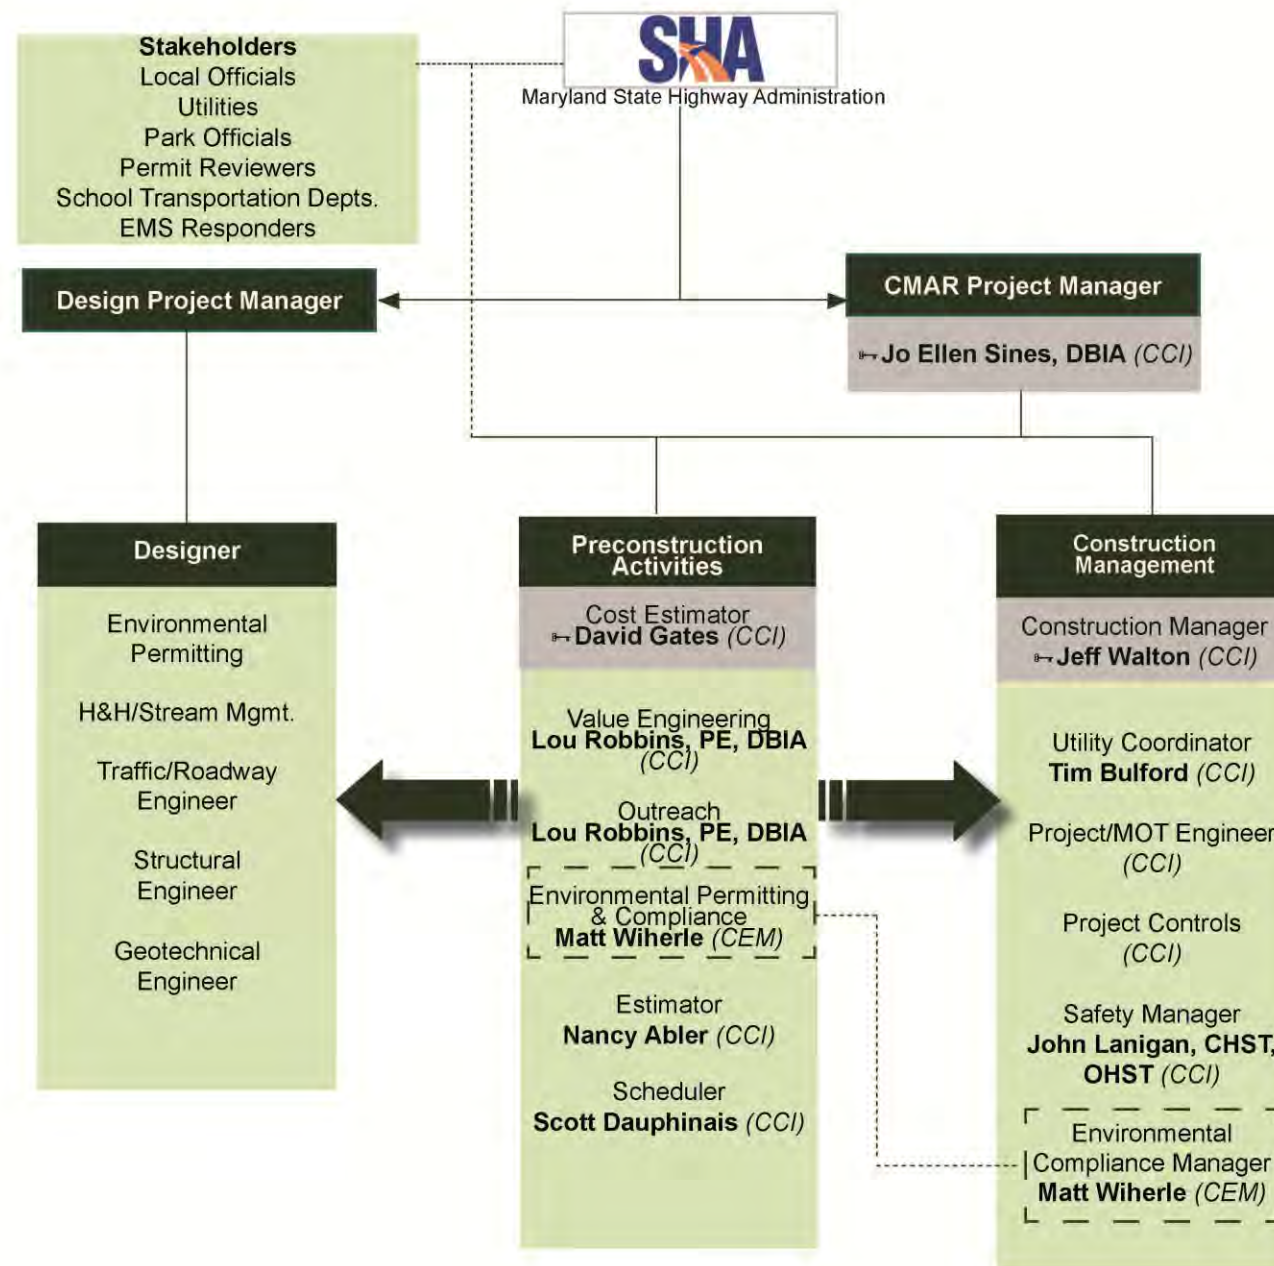 Stakeholders
Local Officials
Utilities
Park Officials
Permit Reviewers
School Transportation Depts.
EMS Responders
SHA
Maryland State Highway Administration
Design Project Manager
CMAR Project Manager
Jo Ellen Sines, DBIA (CCI)
Designer
Environmental
Permitting
H&H/Stream Mgmt.
Traffic/Roadway
Engineer
Structural
Engineer
Geotechnical
Engineer
Preconstruction
Activities
Cost Estimator
David Gates (CCI)
Value Engineering
Lou Robbins, PE, DBIA
(CCI)
Outreach
Lou Robbins, PE, DBIA
(CCI)
Environmental Permitting
& Compliance
Matt Wiherle (CEM)
Estimator
Nancy Abler (CCI)
Scheduler
Scott Dauphinais (CCI)
Construction
Management
Construction Manager
Jeff Walton (CCI)
Utility Coordinator
Tim Bulford (CCI)
Project/MOT Engineer
(CCI)
Project Controls
(CCI)
Safety Manager
John Lanigan, CHST,
OHST (CCI)
Environmental
Compliance Manager
Matt Wiherle (CEM)